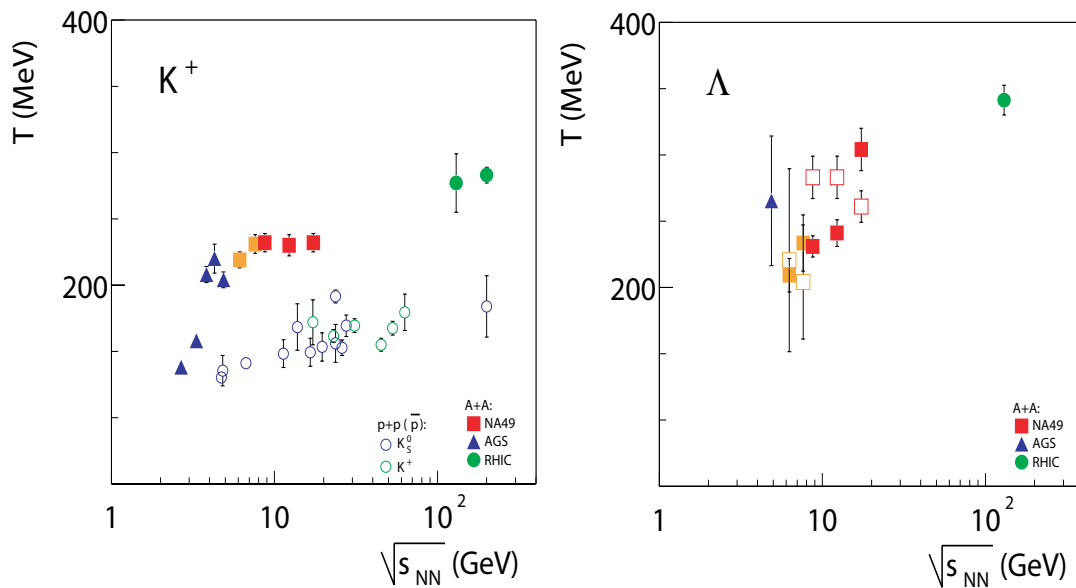 400
T (MeV)
K +
200
p+p ( p ):
K 0 S
K +
A+A:
NA49
AGS
RHIC
1
10
10 2
√s NN (GeV)
400
T (MeV)
Λ
200
A+A:
NA49
AGS
RHIC
1
10
10 2
√s NN (GeV)